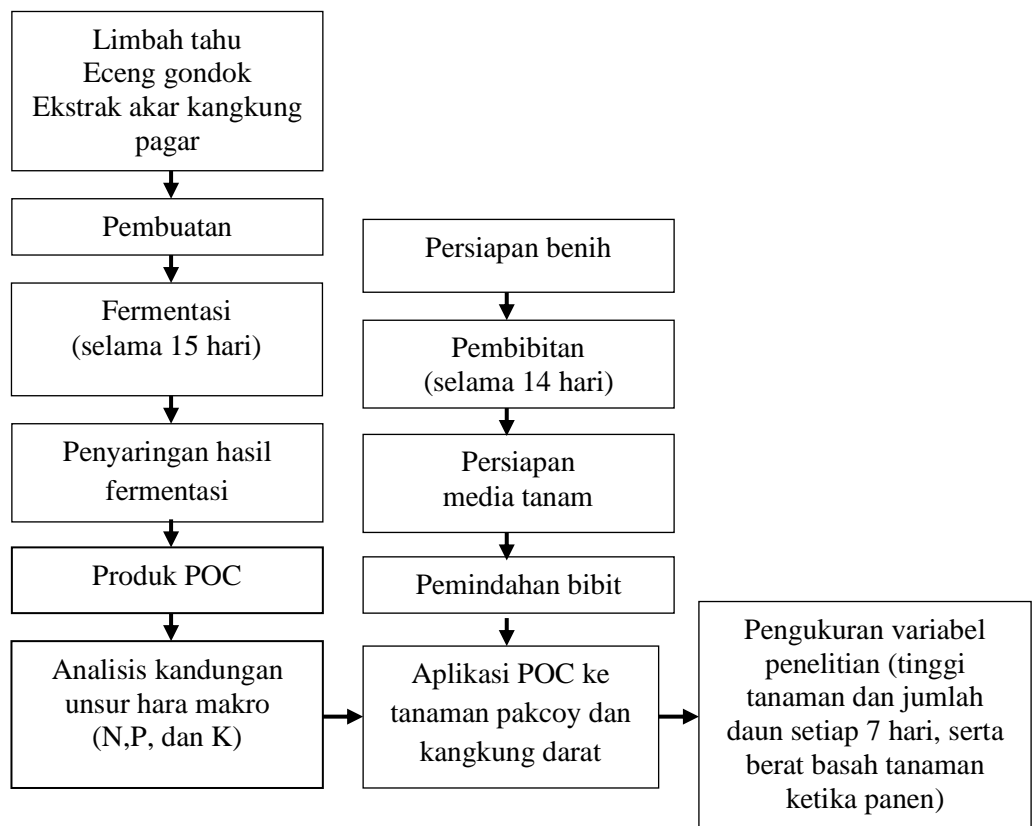 Limbah tahu
Eceng gondok
Ekstrak akar kangkung
pagar
Pembuatan
Fermentasi
(selama 15 hari)
Penyaringan hasil
fermentasi
Produk POC
Analisis kandungan
unsur hara makro
(N,P, dan K)
Persiapan benih
Pembibitan
(selama 14 hari)
Persiapan
media tanam
Pemindahan bibit
Aplikasi POC ke
tanaman pakcoy dan
kangkung darat
Pengukuran variabel
penelitian (tinggi
tanaman dan jumlah
daun setiap 7 hari, serta
berat basah tanaman
ketika panen)